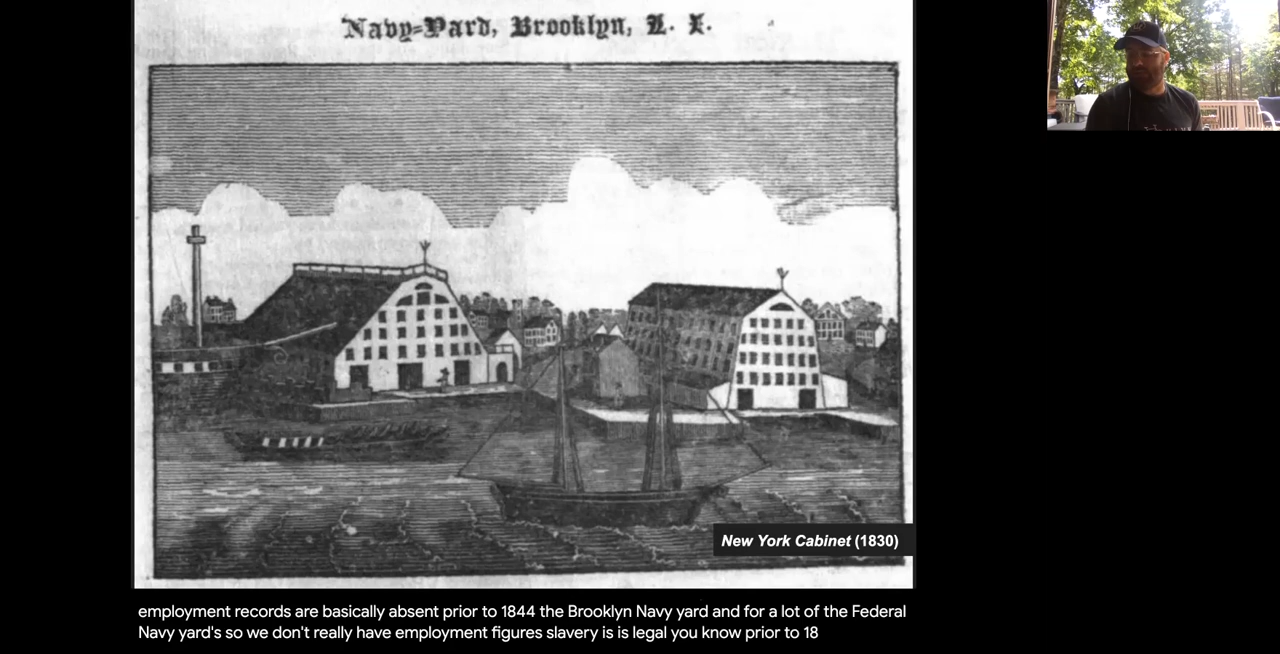 Navy-Yard, Brooklyn, L. I.
New York Cabinet (1830)
employment records are basically absent prior to 1844 the Brooklyn Navy yard and for a lot of the Federal
Navy yard's so we don't really have employment figures slavery is is legal you know prior to 18